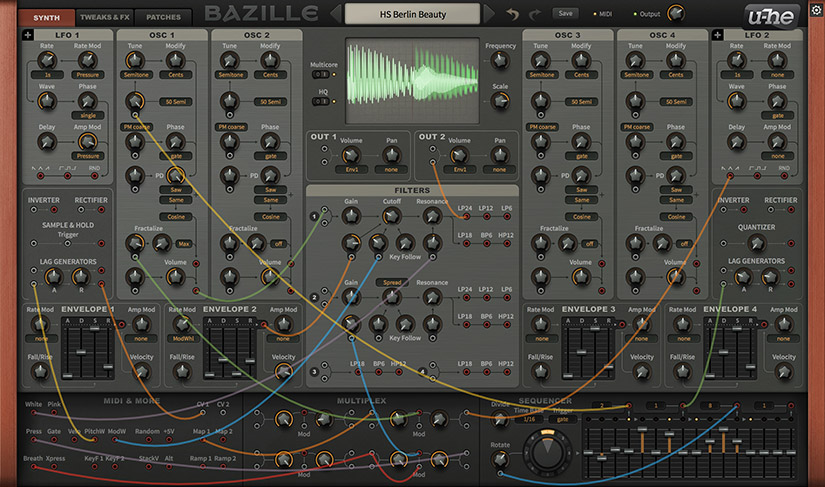 SYNTH TWEAKS & FX PATCHES BAZILLE HS Berlin Beauty Save MIDI Output u-he
LFO 1 OSC 1 OSC 2 OSC 3 OSC 4 LFO 2
Rate Rate Mod Tune Modify Tune Modify Multicore Frequency Tune Modify Tune Modify Rate Rate Mod
1s Pressure Semitone Cents Semitone Cents Semitone Cents Semitone Cents 1s none
HQ Scale
Wave Phase 50 Semi 50 Semi 50 Semi 50 Semi Wave Phase
single PM coarse PM coarse PM coarse PM coarse single
Delay Amp Mod Phase Phase OUT 1 Volume Pan OUT 2 Volume Pan Phase Phase Delay Amp Mod
Pressure gate gate Env1 none Env1 none gate gate none
RND PD Saw PD Saw PD Saw PD Saw RND
Same Same FILTERS Same Same
INVERTER RECTIFIER Cosine Cosine Gain Cutoff Resonance LP24 LP12 LP6 Cosine Cosine INVERTER RECTIFIER
1
SAMPLE & HOLD Fractalize Fractalize LP18 BP6 HP12 Fractalize Fractalize QUANTIZER
Trigger Max off Key Follow off off
LAG GENERATORS Volume Volume Volume Volume LAG GENERATORS
A R Gain Spread Resonance LP24 LP12 LP6 A R
2
ENVELOPE 1 ENVELOPE 2 ENVELOPE 3 ENVELOPE 4
Rate Mod A D S R Amp Mod Rate Mod A D S R Amp Mod LP18 BP6 HP12 Rate Mod A D S R Amp Mod Rate Mod A D S R Amp Mod
none none ModWhl none Key Follow none none none none
Fall/Rise Velocity Fall/Rise Velocity LP18 BP6 HP12 LP18 BP6 HP12 Fall/Rise Velocity Fall/Rise Velocity
3 4
MIDI & MORE MULTIPLEX SEQUENCER
White Pink CV 1 CV 2 Divide Time Base Trigger 2 1 8 1
1/16 gate
Press Gate Velo PitchW ModW Random +5V Map 1 Map 2 Mod Mod
Rotate
Breath Xpress KeyF 1 KeyF 2 StackV Alt Ramp 1 Ramp 2 Mod Mod